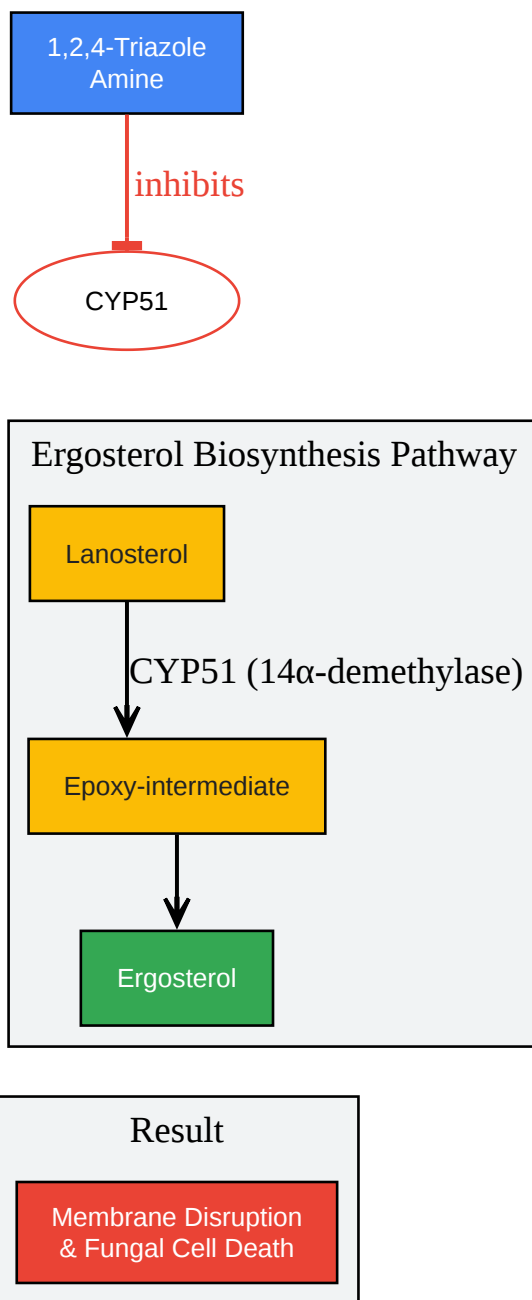 1,2,4-Triazole
Amine
inhibits
CYP51
Ergosterol Biosynthesis Pathway
Lanosterol
CYP51 (14α-demethylase)
Epoxy-intermediate
Ergosterol
Result
Membrane Disruption
& Fungal Cell Death